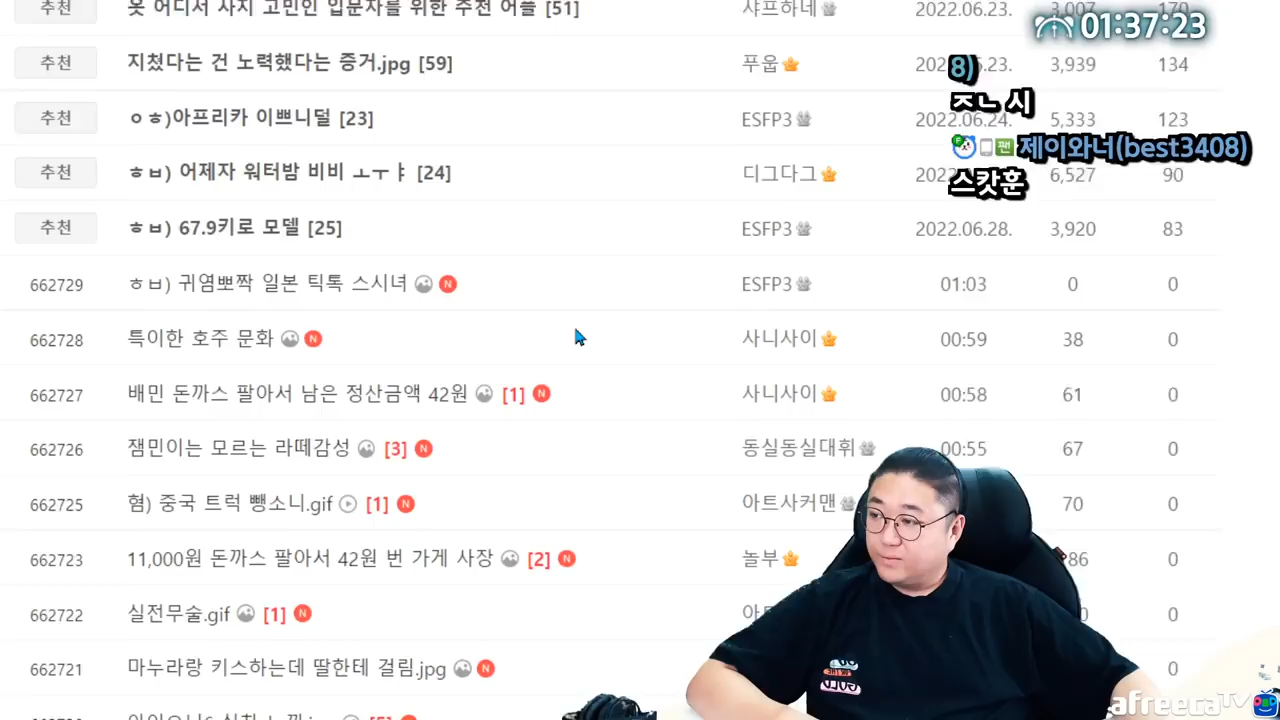 옷 어디서 사지 고민인 입문자를 위한 추천 어플 [51] 샤프하네 2022.06.23. 3,007 170
01:37:23
추천 지쳤다는 건 노력했다는 증거.jpg [59] 푸웁 3,939 134
8)
ㅈㄴ 시
추천 ㅇㅎ)아프리카 이쁘니덜 [23] ESFP3 2022.06.24. 5,333 123
제이와너(best3408)
추천 ㅎㅂ) 어제자 워터밤 비비 ㅗㅜㅑ [24] 디그다그 6,527 90
스캇훈
추천 ㅎㅂ) 67.9키로 모델 [25] ESFP3 2022.06.28. 3,920 83
662729 ㅎㅂ) 귀염뽀짝 일본 틱톡 스시녀 N ESFP3 01:03 0 0
662728 특이한 호주 문화 N 사니사이 00:59 38 0
662727 배민 돈까스 팔아서 남은 정산금액 42원 [1] N 사니사이 00:58 61 0
662726 잼민이는 모르는 라떼감성 [3] N 동실동실대휘 00:55 67 0
662725 혐) 중국 트럭 뺑소니.gif [1] N 아트사커맨 70 0
662723 11,000원 돈까스 팔아서 42원 번 가게 사장 [2] N 놀부 86 0
662722 실전무술.gif [1] N 0
662721 마누라랑 키스하는데 딸한테 걸림.jpg N 0
afreecaTV